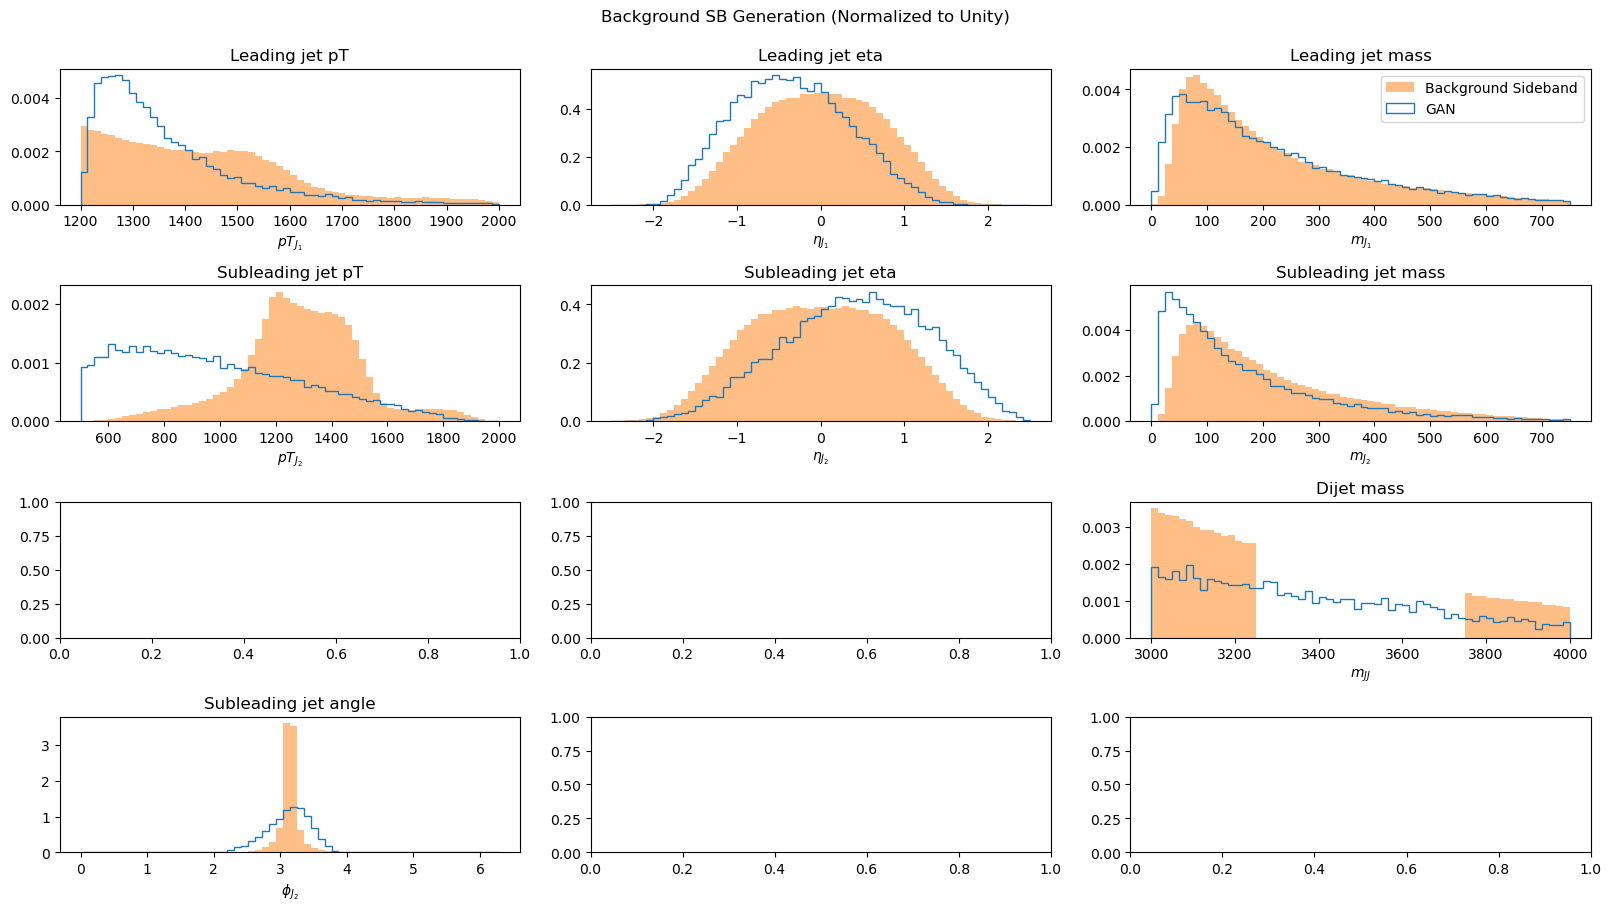 Background SB Generation (Normalized to Unity)
Leading jet pT
Leading jet eta
Leading jet mass
0.004
0.002
0.000
1200 1300 1400 1500 1600 1700 1800 1900 2000
pT_{J_1}
0.4
0.2
0.0
−2 −1 0 1 2
η_{J_1}
0.004
0.002
0.000
Background Sideband
GAN
0 100 200 300 400 500 600 700
m_{J_1}
Subleading jet pT
Subleading jet eta
Subleading jet mass
0.002
0.001
0.000
600 800 1000 1200 1400 1600 1800 2000
pT_{J_2}
0.4
0.2
0.0
−2 −1 0 1 2
η_{J_2}
0.004
0.002
0.000
0 100 200 300 400 500 600 700
m_{J_2}
1.00
0.75
0.50
0.25
0.00
0.0 0.2 0.4 0.6 0.8 1.0
1.00
0.75
0.50
0.25
0.00
0.0 0.2 0.4 0.6 0.8 1.0
Dijet mass
0.003
0.002
0.001
0.000
3000 3200 3400 3600 3800 4000
m_{JJ}
Subleading jet angle
3
2
1
0
0 1 2 3 4 5 6
ϕ_{J_2}
1.00
0.75
0.50
0.25
0.00
0.0 0.2 0.4 0.6 0.8 1.0
1.00
0.75
0.50
0.25
0.00
0.0 0.2 0.4 0.6 0.8 1.0